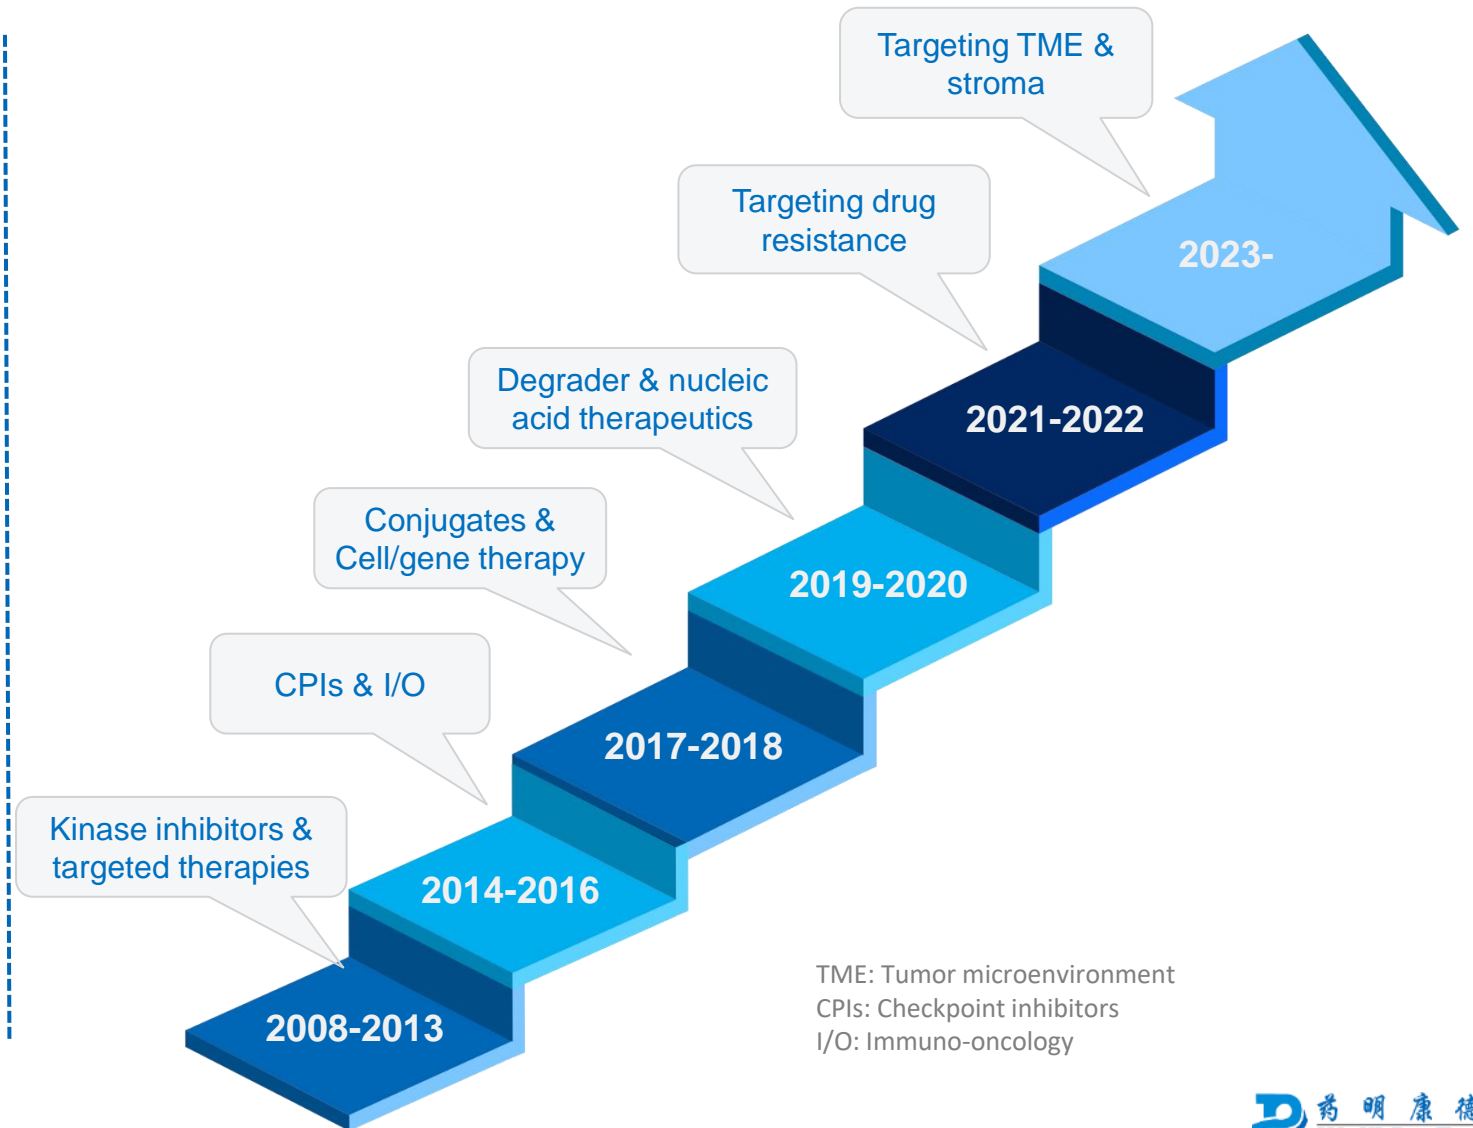 Targeting TME &
stroma
Targeting drug
resistance
2023-
Degrader & nucleic
acid therapeutics
2021-2022
Conjugates &
Cell/gene therapy
2019-2020
CPIs & I/O
2017-2018
Kinase inhibitors &
targeted therapies
2014-2016
2008-2013
TME: Tumor microenvironment
CPIs: Checkpoint inhibitors
I/O: Immuno-oncology
药明康德